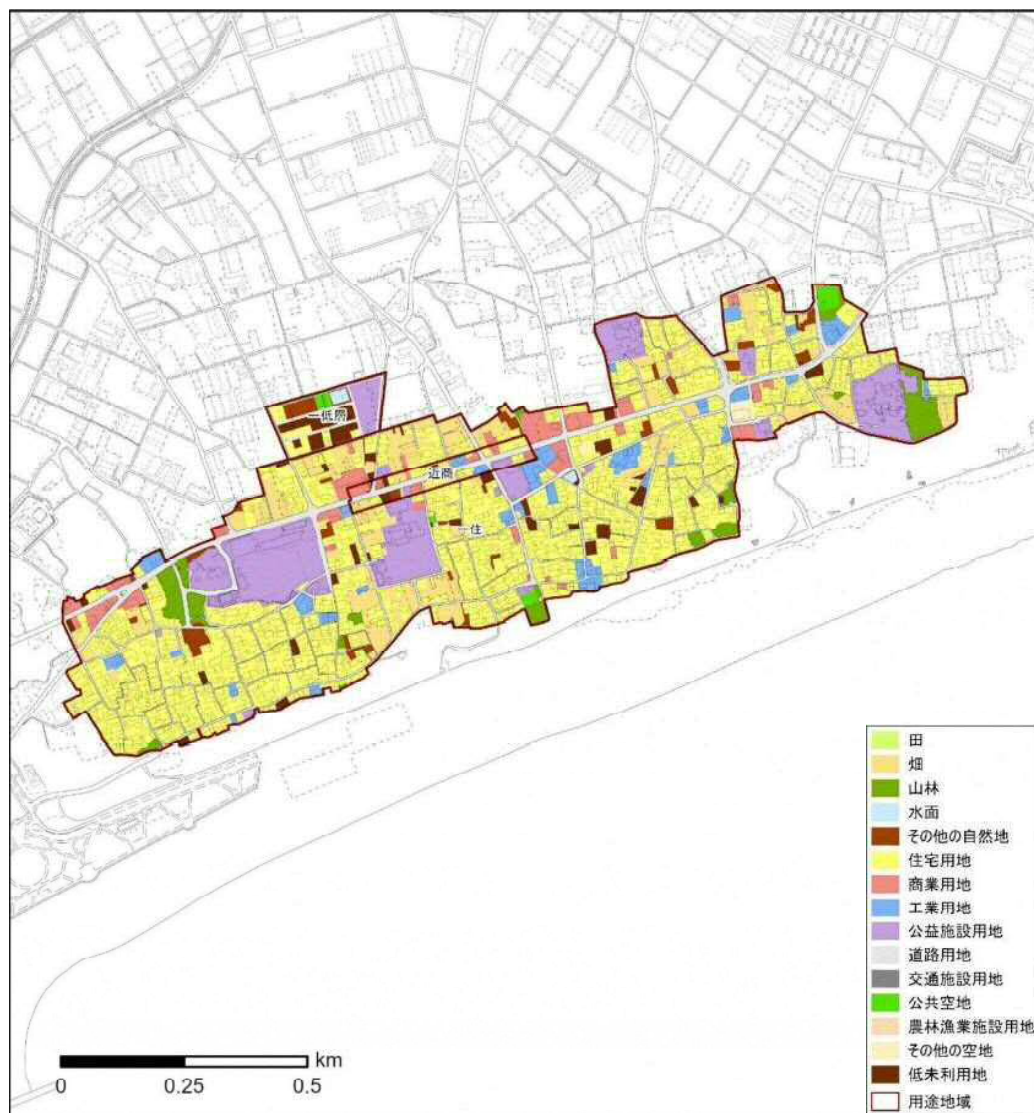 一低専
近商
一住
田
畑
山林
水面
その他の自然地
住宅用地
商業用地
工業用地
公益施設用地
道路用地
交通施設用地
公共空地
農林漁業施設用地
その他の空地
低未利用地
用途地域
km
0 0.25 0.5